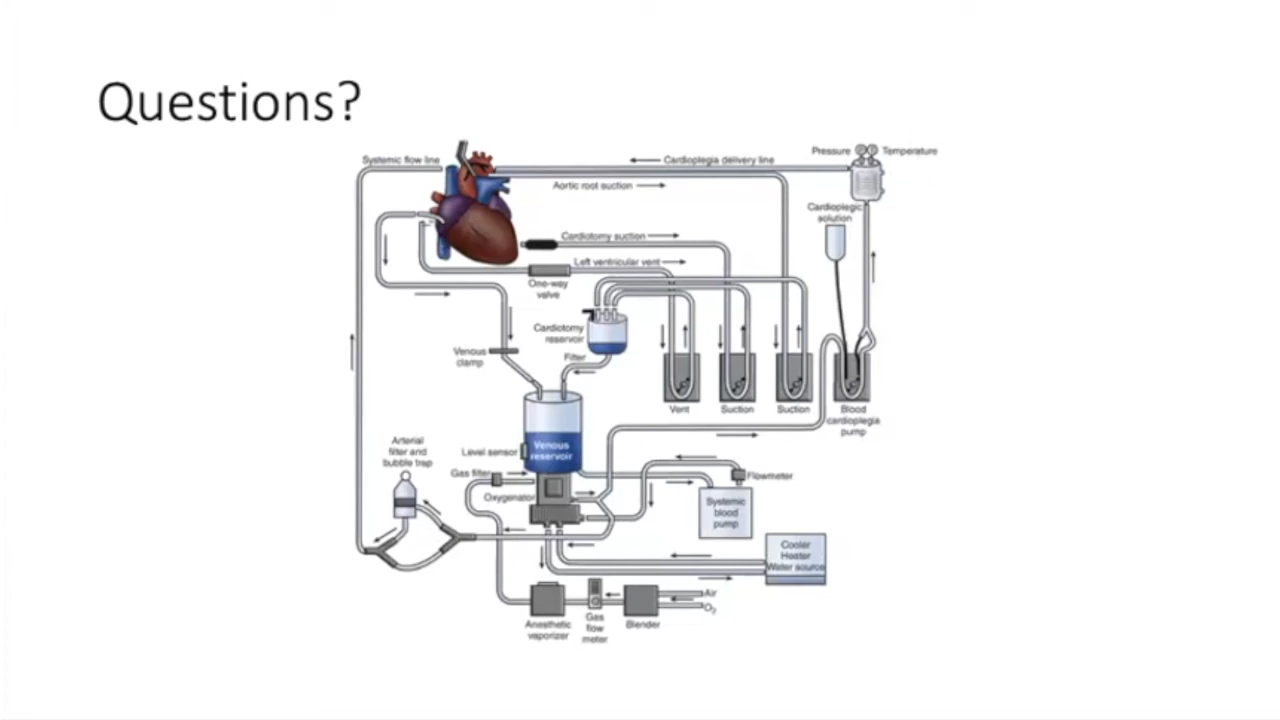 Questions?
Pressure
Temperature
Systemic flow line
Cardioplegia delivery line
Aortic root suction
Cardioplegic
solution
Cardiotomy suction
Left ventricular vent
One-way
valve
Cardiotomy
reservoir
Venous
clamp
Filter
Vent
Suction
Suction
Blood
cardioplegia
pump
Arterial
filter and
bubble trap
Level sensor
Venous
reservoir
Gas filter
Flowmeter
Oxygenator
Systemic
blood
pump
Cooler
Heater
Water source
Air
O₂
Anesthetic
vaporizer
Gas
flow
meter
Blender